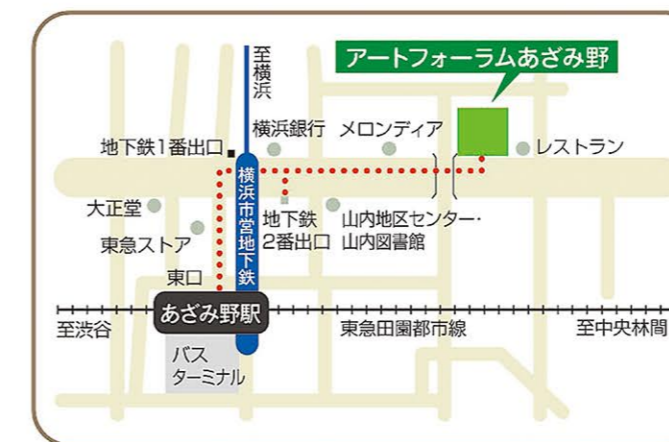 至横浜
アートフォーラムあざみ野
地下鉄1番出口
横浜銀行
メロンディア
レストラン
横浜市営地下鉄
大正堂
東急ストア
地下鉄
2番出口
山内地区センター・
山内図書館
東口
あざみ野駅
至渋谷
東急田園都市線
至中央林間
バス
ターミナル